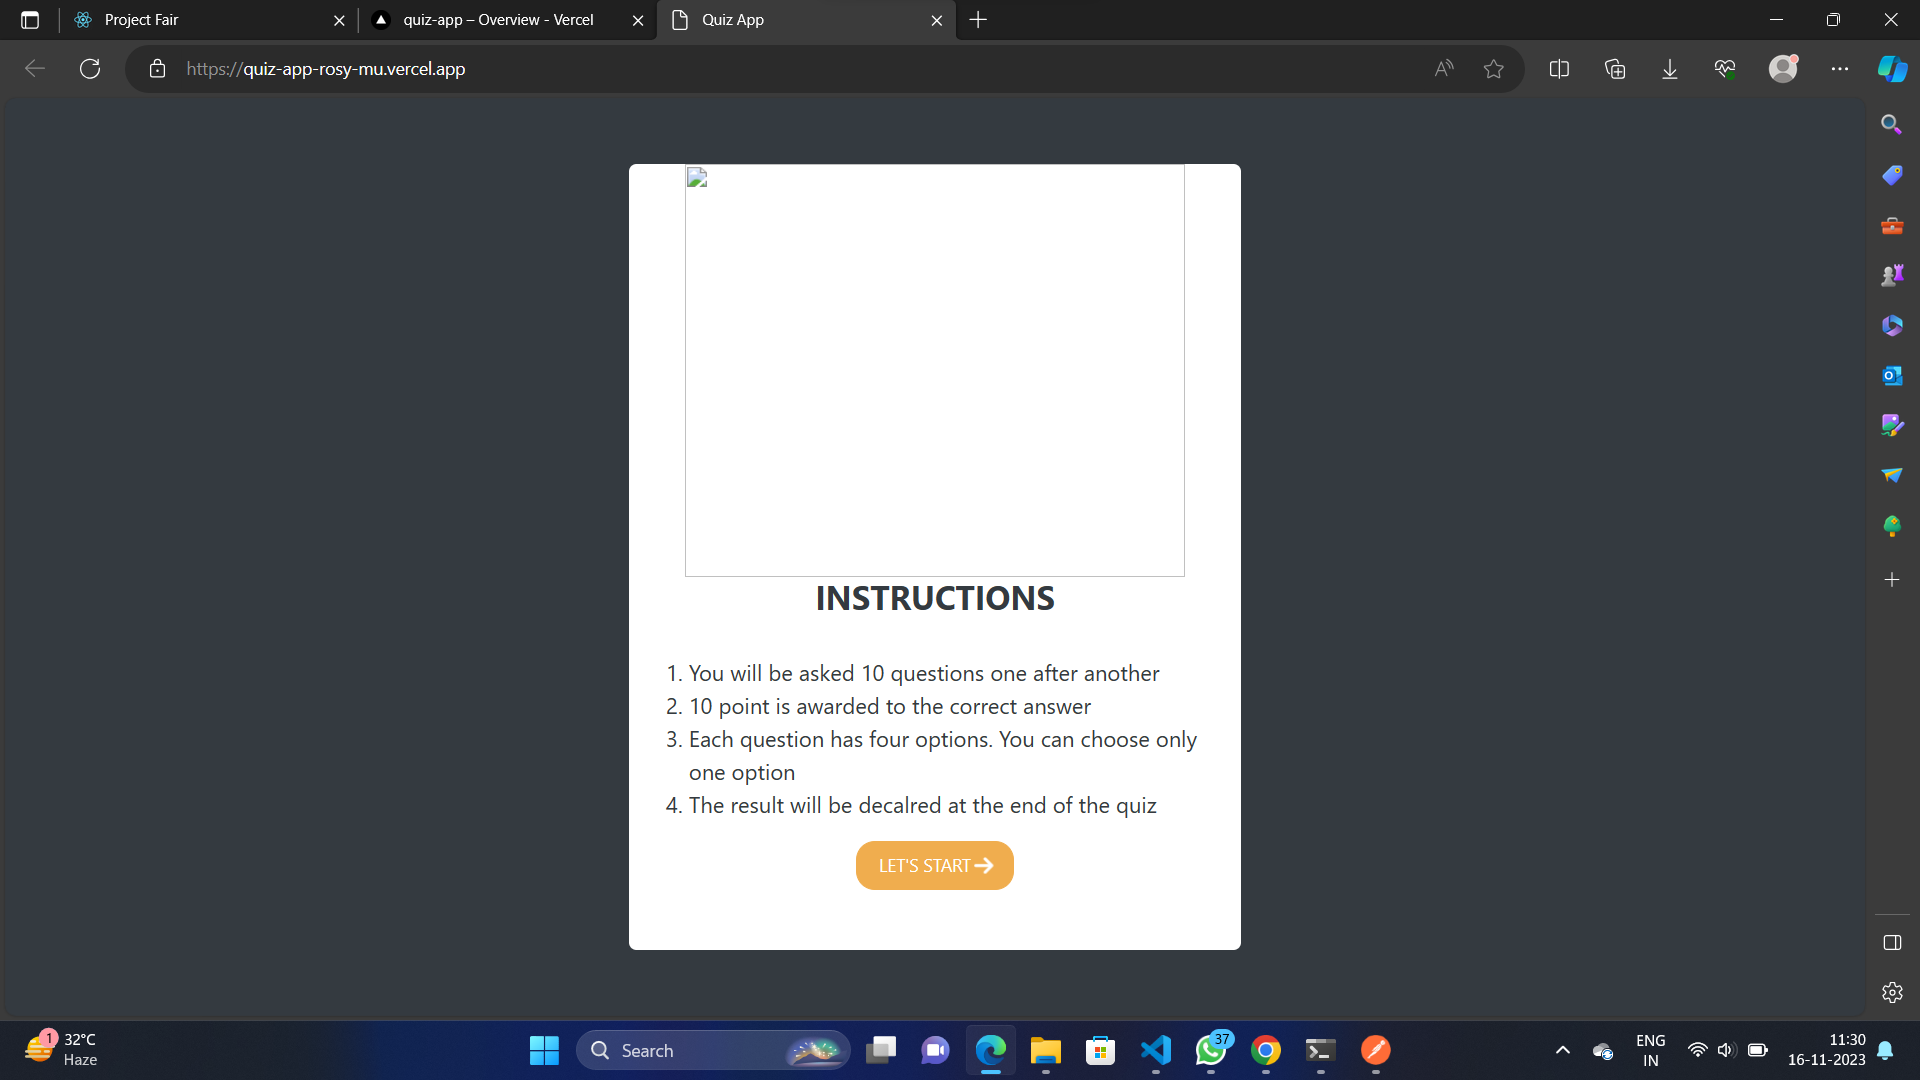 Project Fair
quiz-app – Overview - Vercel
Quiz App
https://quiz-app-rosy-mu.vercel.app
INSTRUCTIONS
1. You will be asked 10 questions one after another
2. 10 point is awarded to the correct answer
3. Each question has four options. You can choose only
one option
4. The result will be decalred at the end of the quiz
LET'S START
1
32°C
Haze
Search
37
ENG
IN
11:30
16-11-2023